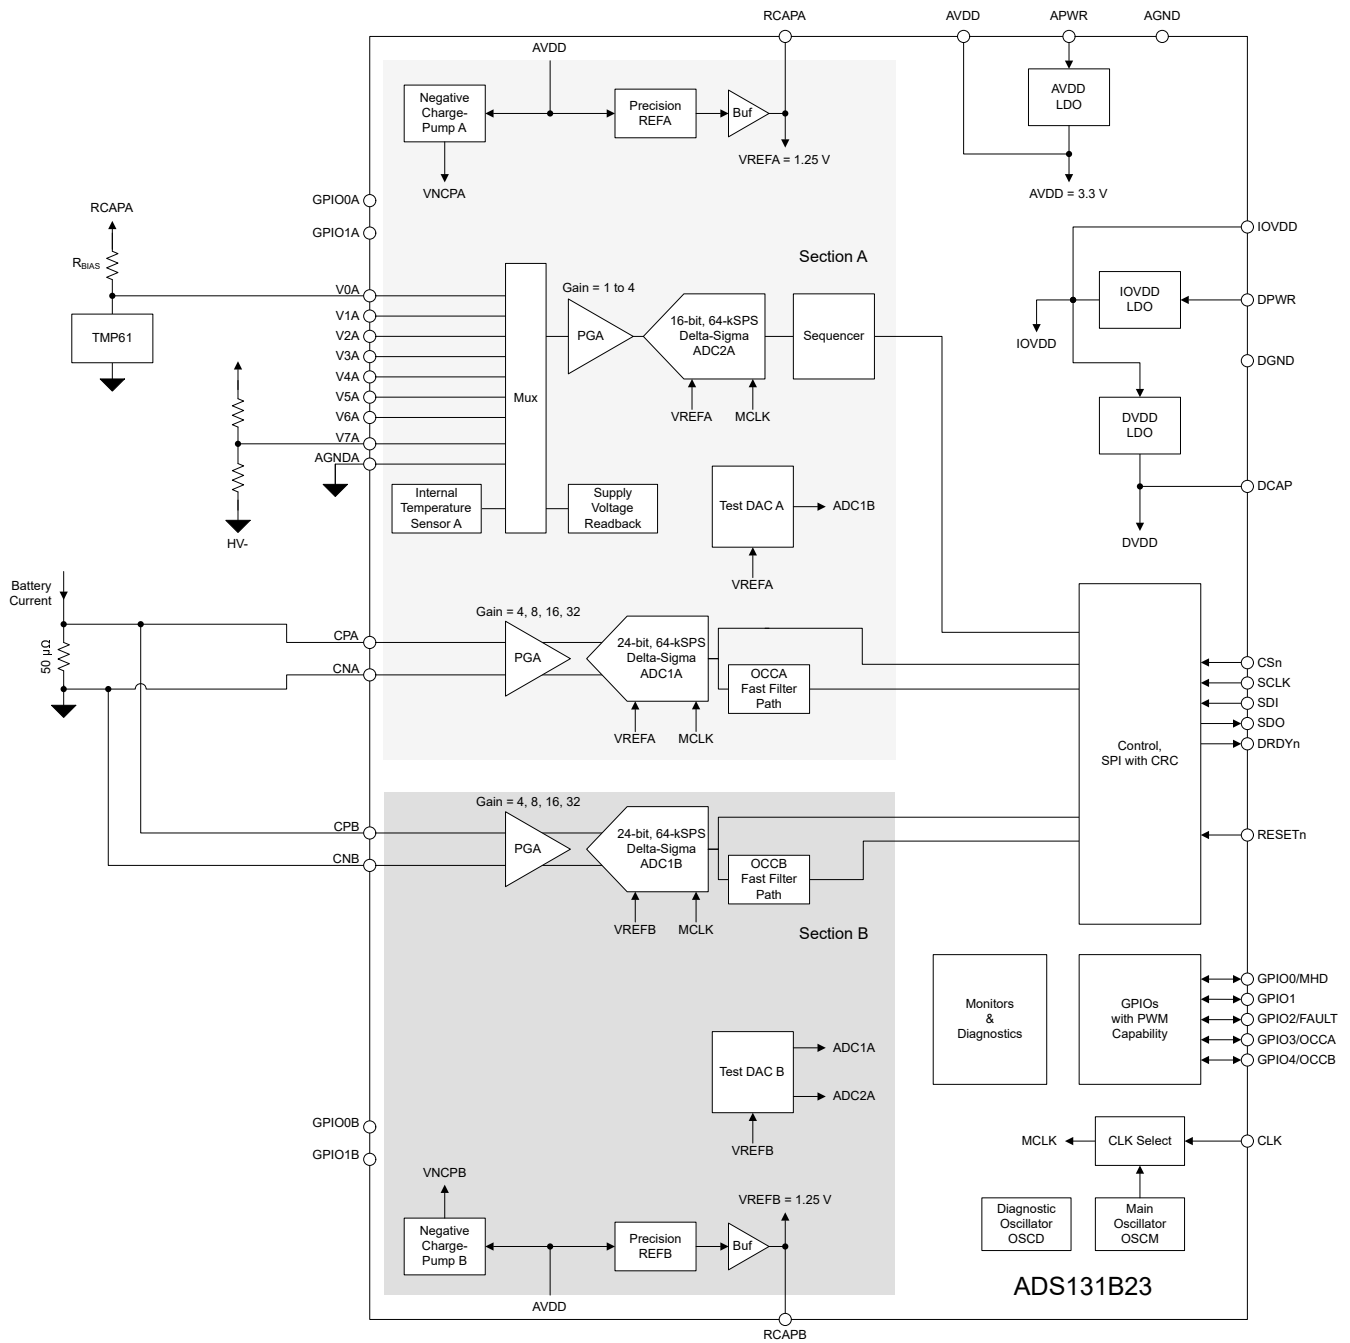 RCAPA
AVDD
APWR
AGND
AVDD
Negative
Charge-
Pump A
Precision
REFA
Buf
AVDD
LDO
VREFA = 1.25 V
VNCPA
AVDD = 3.3 V
GPIO0A
RCAPA
GPIO1A
IOVDD
Section A
RBIAS
V0A
Gain = 1 to 4
IOVDD
LDO
DPWR
V1A
TMP61
V2A
PGA
16-bit, 64-kSPS
Delta-Sigma
ADC2A
Sequencer
IOVDD
V3A
DGND
V4A
V5A
Mux
V6A
VREFA
MCLK
DVDD
LDO
V7A
AGNDA
Internal
Temperature
Sensor A
Supply
Voltage
Readback
Test DAC A
ADC1B
DCAP
HV-
DVDD
VREFA
Battery
Current
Gain = 4, 8, 16, 32
50 µΩ
CPA
CNA
PGA
24-bit, 64-kSPS
Delta-Sigma
ADC1A
OCCA
Fast Filter
Path
CSn
SCLK
SDI
SDO
DRDYn
VREFA
MCLK
Control,
SPI with CRC
Gain = 4, 8, 16, 32
CPB
CNB
PGA
24-bit, 64-kSPS
Delta-Sigma
ADC1B
OCCB
Fast Filter
Path
RESETn
VREFB
MCLK
Section B
Monitors
&
Diagnostics
GPIOs
with PWM
Capability
GPIO0/MHD
GPIO1
GPIO2/FAULT
GPIO3/OCCA
GPIO4/OCCB
Test DAC B
ADC1A
ADC2A
GPIO0B
VREFB
MCLK
CLK Select
CLK
GPIO1B
VNCPB
VREFB = 1.25 V
Negative
Charge-
Pump B
Precision
REFB
Buf
Diagnostic
Oscillator
OSCD
Main
Oscillator
OSCM
AVDD
ADS131B23
RCAPB